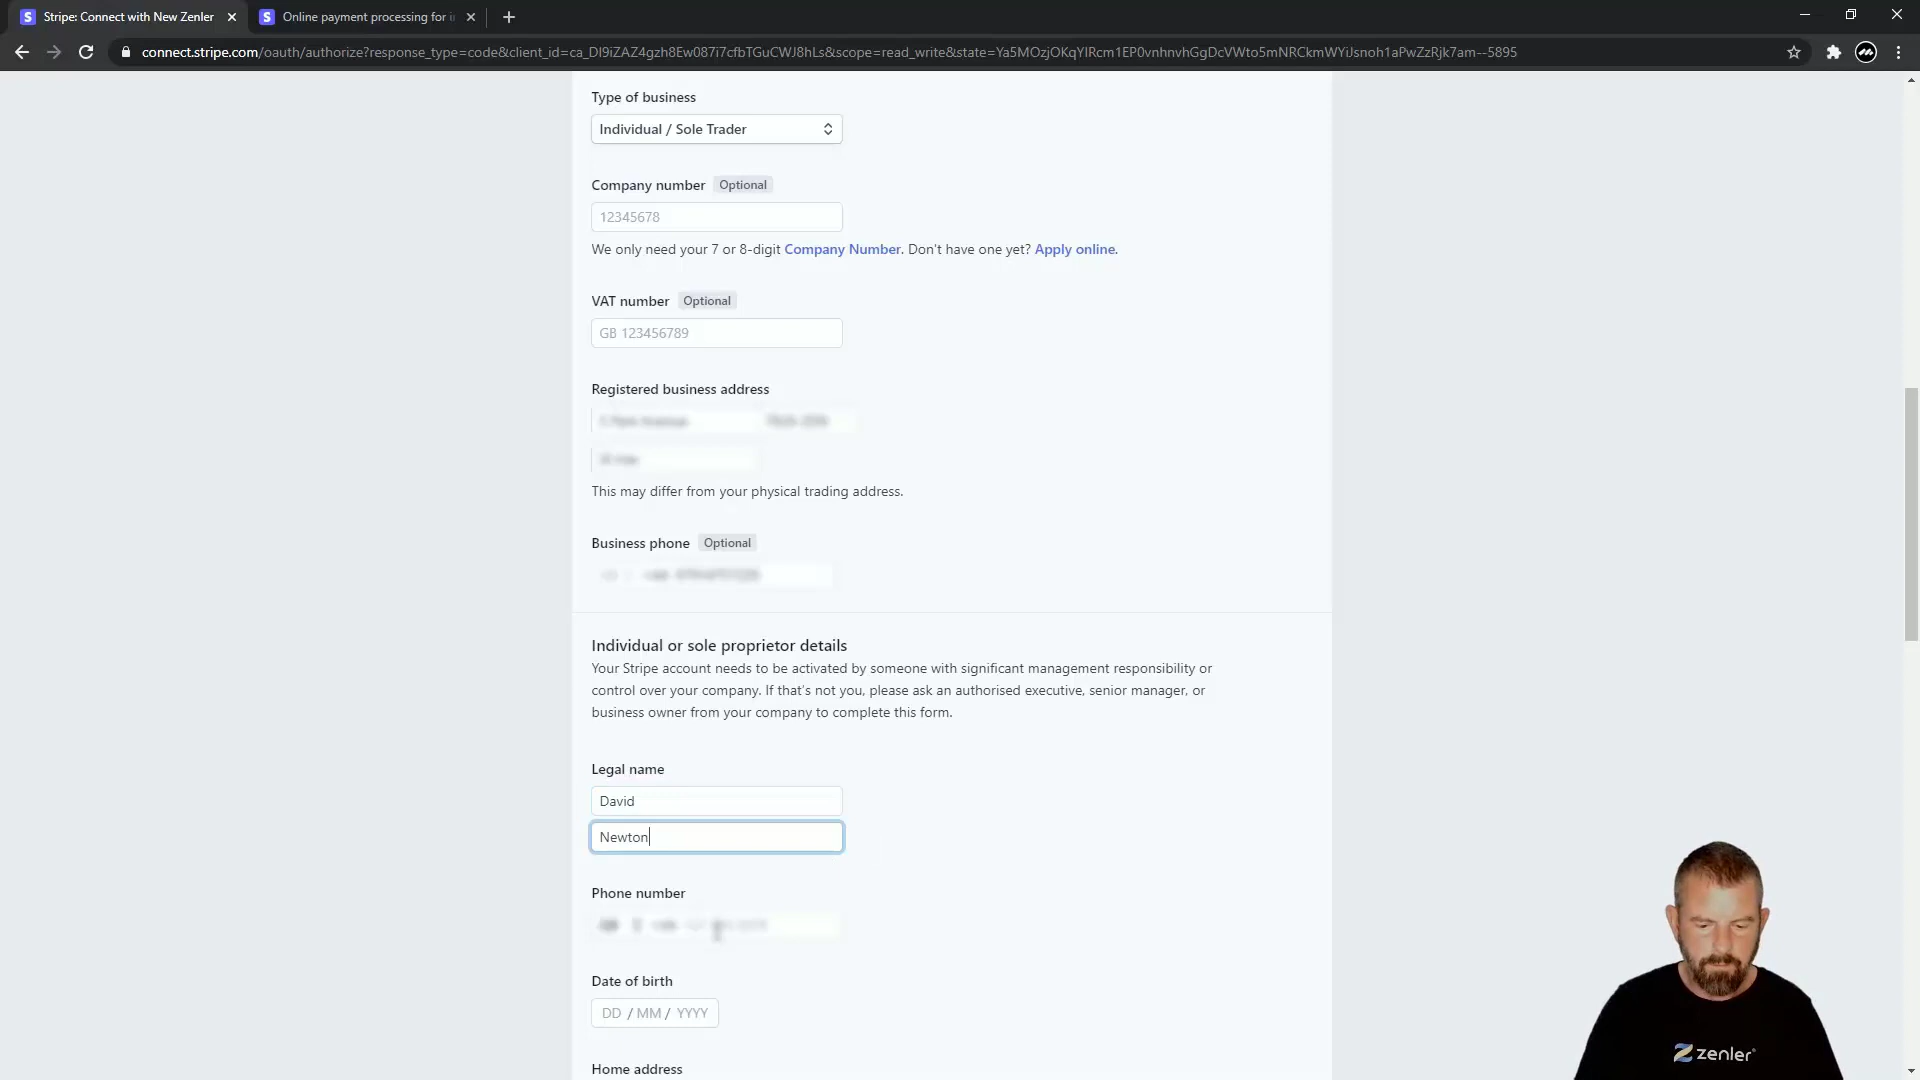 Stripe: Connect with New Zenler
Online payment processing for i
connect.stripe.com/oauth/authorize?response_type=code&client_id=ca_Dl9iZAZ4gzh8Ew087i7cfbTGuCWJ8hLs&scope=read_write&state=Ya5MOzjOKqYlRcm1EP0vnhnvhGgDcVWto5mNRCkmWYiJsnoh1aPwZzRjk7am--5895
Type of business
Individual / Sole Trader
Company number Optional
12345678
We only need your 7 or 8-digit Company Number. Don't have one yet? Apply online.
VAT number Optional
GB 123456789
Registered business address
This may differ from your physical trading address.
Business phone Optional
Individual or sole proprietor details
Your Stripe account needs to be activated by someone with significant management responsibility or
control over your company. If that's not you, please ask an authorised executive, senior manager, or
business owner from your company to complete this form.
Legal name
David
Newton
Phone number
Date of birth
DD / MM / YYYY
Home address
zenler